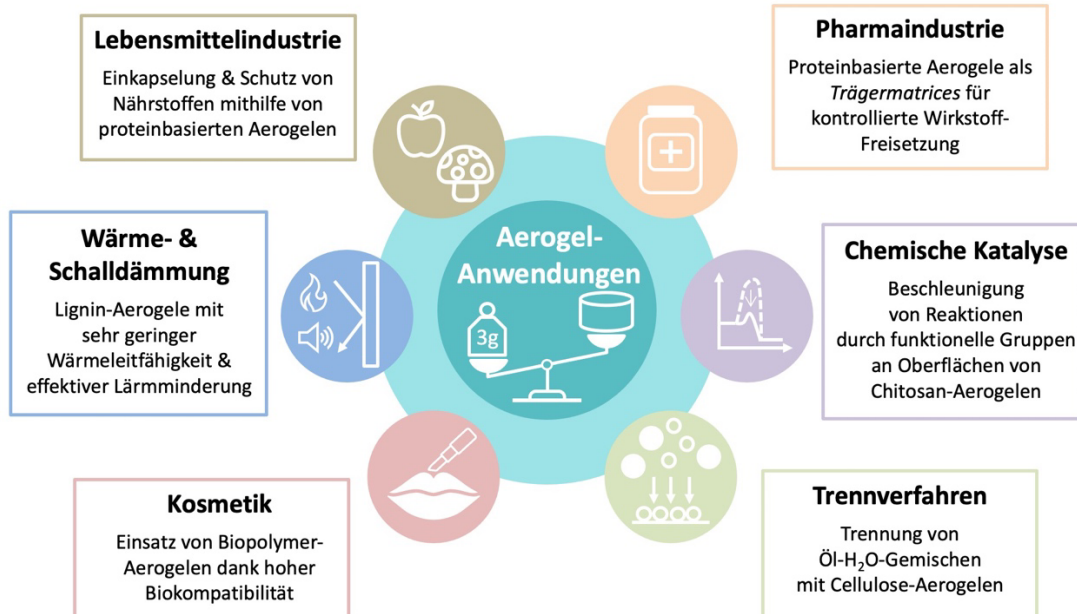 Lebensmittelindustrie
Einkapselung & Schutz von
Nährstoffen mithilfe von
proteinbasierten Aerogelen
Pharmaindustrie
Proteinbasierte Aerogele als
Trägermatrices für
kontrollierte Wirkstoff-
Freisetzung
Wärme- &
Schalldämmung
Lignin-Aerogele mit
sehr geringer
Wärmeleitfähigkeit &
effektiver Lärmminderung
Aerogel-
Anwendungen
3g
Chemische Katalyse
Beschleunigung
von Reaktionen
durch funktionelle Gruppen
an Oberflächen von
Chitosan-Aerogelen
Kosmetik
Einsatz von Biopolymer-
Aerogelen dank hoher
Biokompatibilität
Trennverfahren
Trennung von
Öl-H₂O-Gemischen
mit Cellulose-Aerogelen